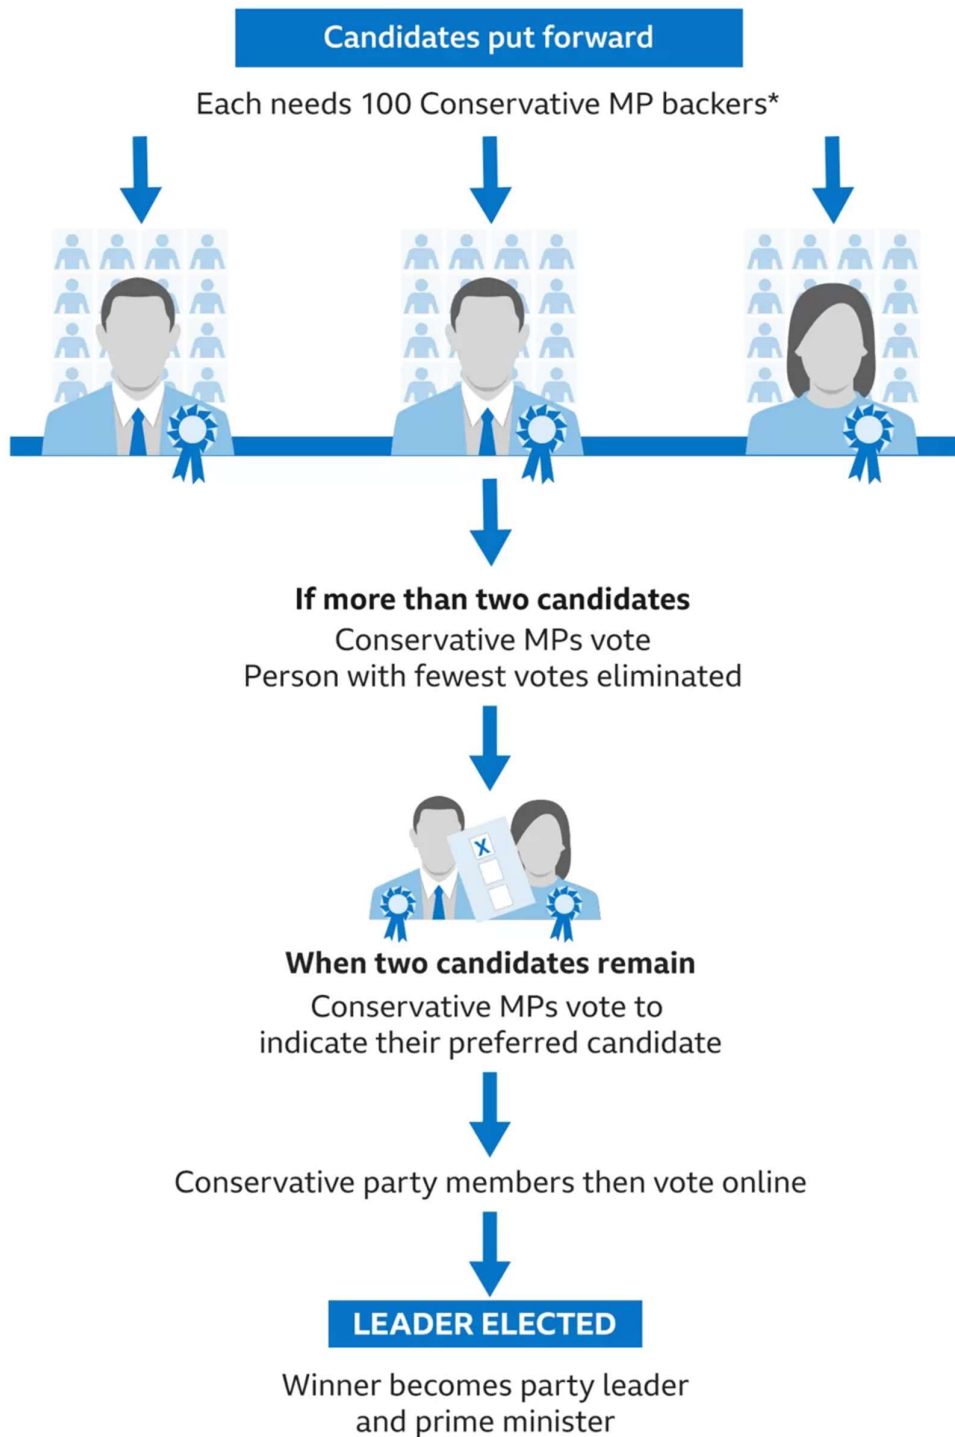 Candidates put forward
Each needs 100 Conservative MP backers*
If more than two candidates
Conservative MPs vote
Person with fewest votes eliminated
X
When two candidates remain
Conservative MPs vote to
indicate their preferred candidate
Conservative party members then vote online
LEADER ELECTED
Winner becomes party leader
and prime minister